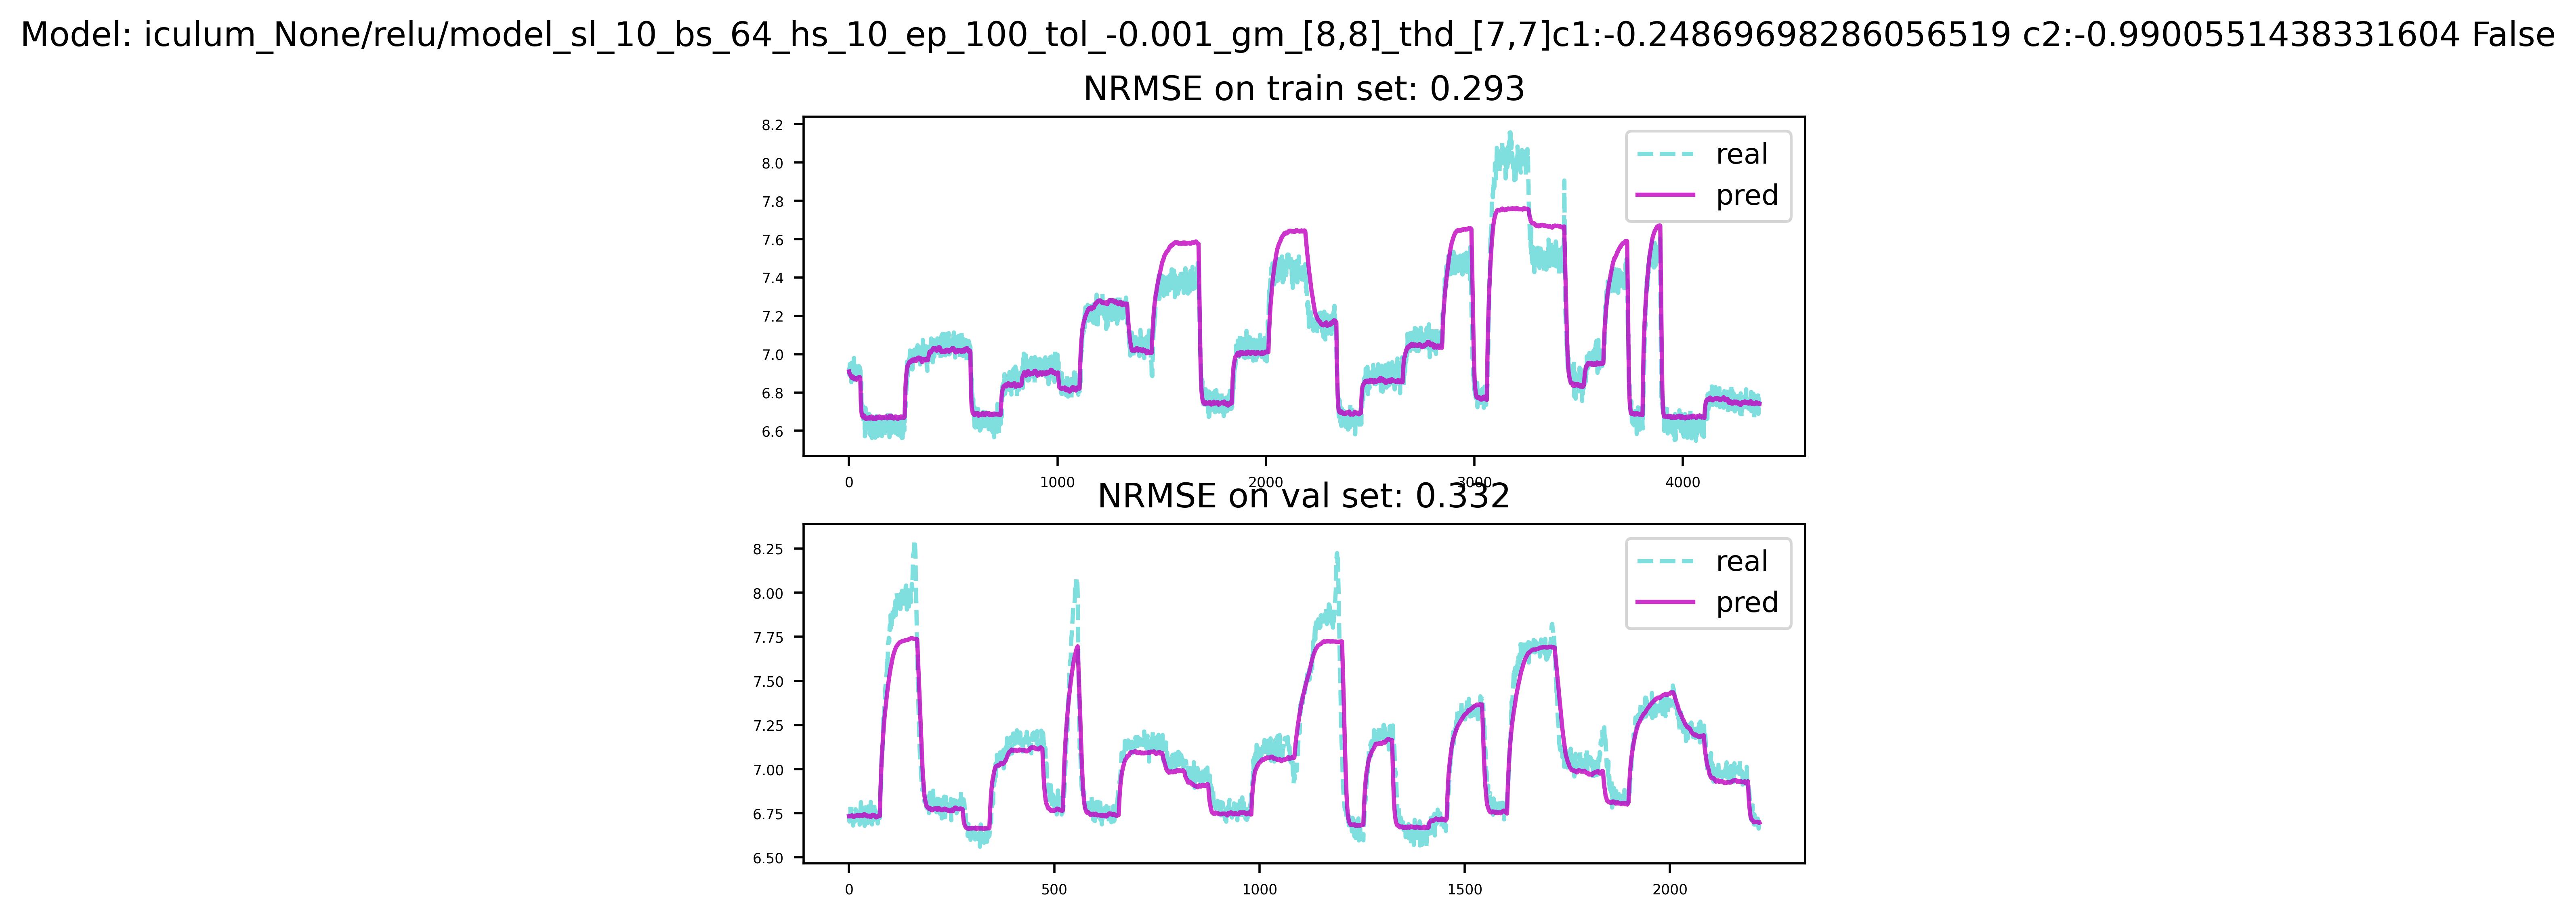 Model: iculum_None/relu/model_sl_10_bs_64_hs_10_ep_100_tol_-0.001_gm_[8,8]_thd_[7,7]c1:-0.24869698286056519 c2:-0.9900551438331604 False
NRMSE on train set: 0.293
8.2
8.0
7.8
7.6
7.4
7.2
7.0
6.8
6.6
real
pred
0 1000 2000 3000 4000
NRMSE on val set: 0.332
8.25
8.00
7.75
7.50
7.25
7.00
6.75
6.50
real
pred
0 500 1000 1500 2000